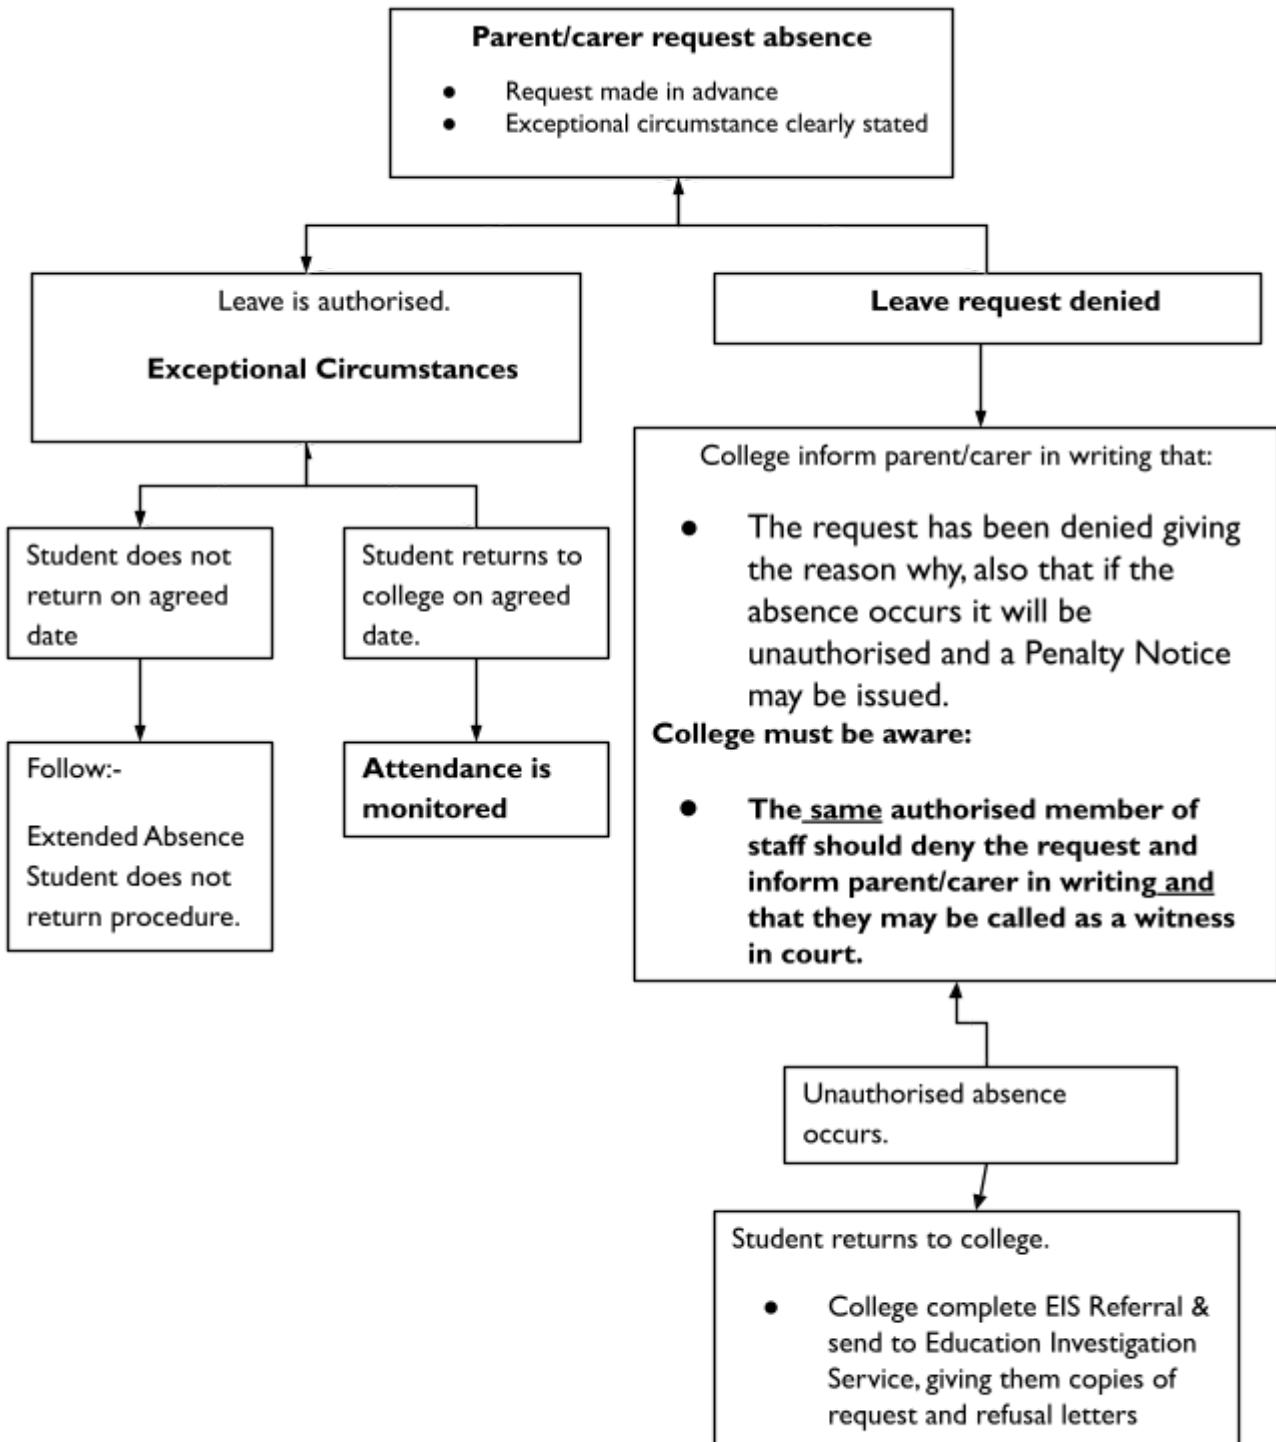 Parent/carer request absence
● Request made in advance
● Exceptional circumstance clearly stated
Leave is authorised.
Exceptional Circumstances
Leave request denied
College inform parent/carer in writing that:
● The request has been denied giving
the reason why, also that if the
absence occurs it will be
unauthorised and a Penalty Notice
may be issued.
College must be aware:
● The same authorised member of
staff should deny the request and
inform parent/carer in writing and
that they may be called as a witness
in court.
Student does not
return on agreed
date
Student returns to
college on agreed
date.
Follow:-
Extended Absence
Student does not
return procedure.
Attendance is
monitored
Unauthorised absence
occurs.
Student returns to college.
● College complete EIS Referral &
send to Education Investigation
Service, giving them copies of
request and refusal letters